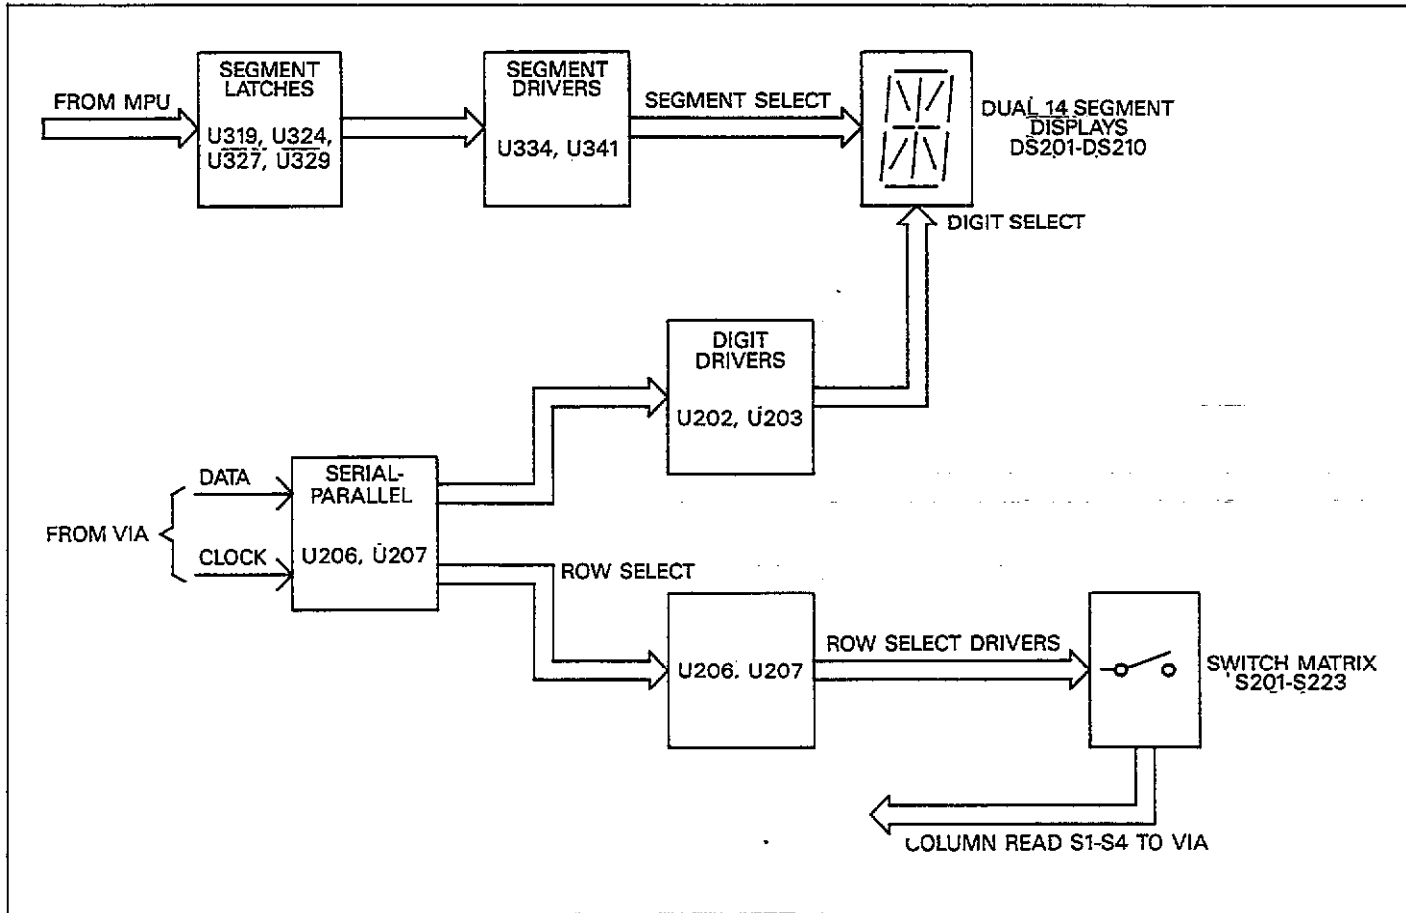 FROM MPU
SEGMENT
LATCHES
U319, U324,
U327, U329
SEGMENT
DRIVERS
U334, U341
SEGMENT SELECT
DUAL 14 SEGMENT
DISPLAYS
DS201-DS210
DIGIT SELECT
DIGIT
DRIVERS
U202, U203
FROM VIA
DATA
CLOCK
SERIAL-
PARALLEL
U206, U207
ROW SELECT
U206. U207
ROW SELECT DRIVERS
SWITCH MATRIX
S201-S223
COLUMN READ S1-S4 TO VIA